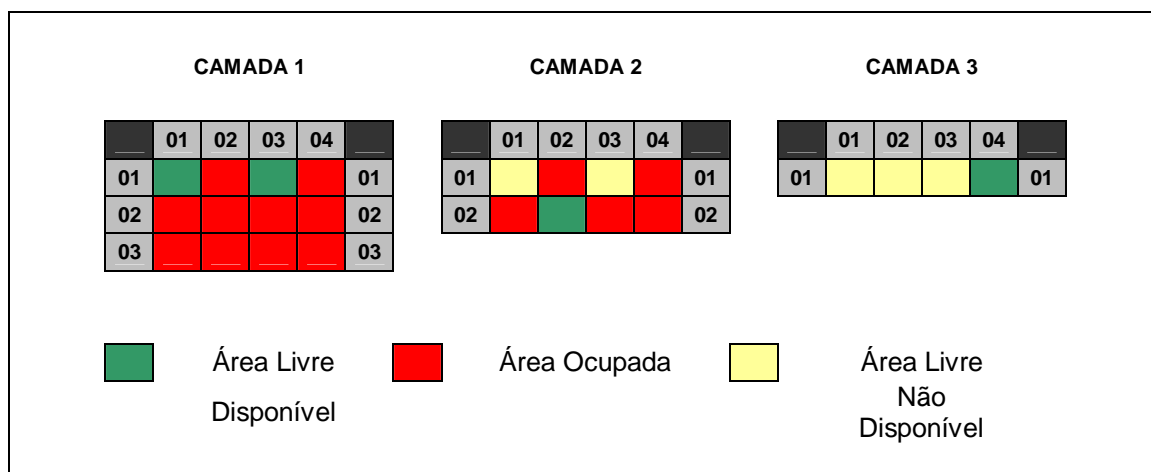 CAMADA 1 CAMADA 2 CAMADA 3
01 02 03 04 01 02 03 04 01 02 03 04
01 01 01 01 01 01
02 02 02 02
03 03
Área Livre Área Ocupada Área Livre
Disponível Não
Disponível